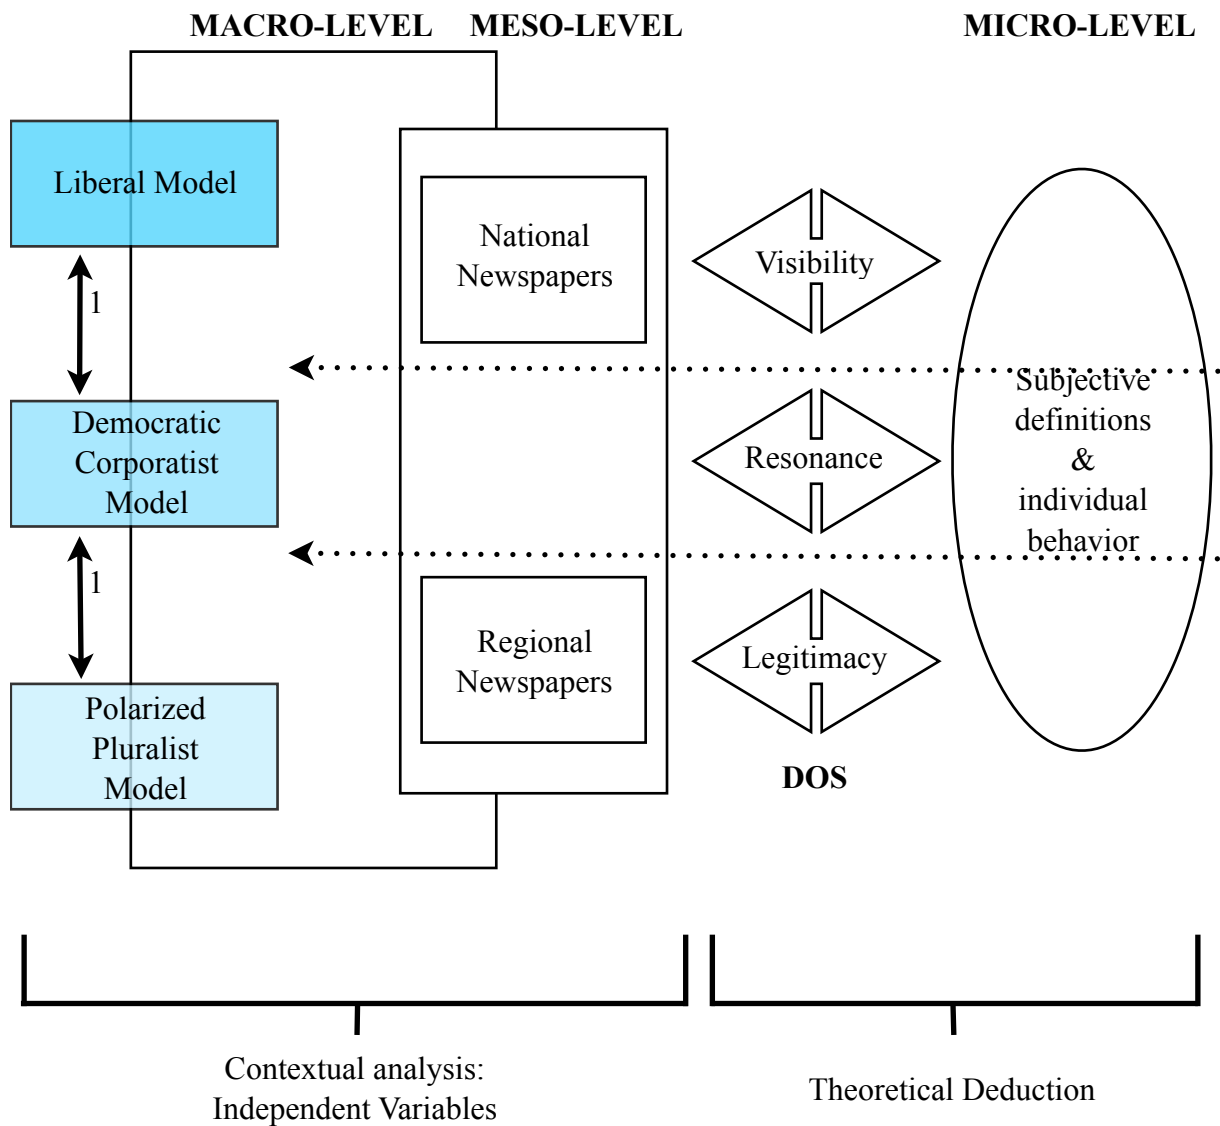 MACRO-LEVEL
MESO-LEVEL
MICRO-LEVEL
Liberal Model
1
Democratic
Corporatist
Model
1
Polarized
Pluralist
Model
National
Newspapers
Regional
Newspapers
Visibility
Resonance
Legitimacy
DOS
Subjective
definitions
&
individual
behavior
Contextual analysis:
Independent Variables
Theoretical Deduction